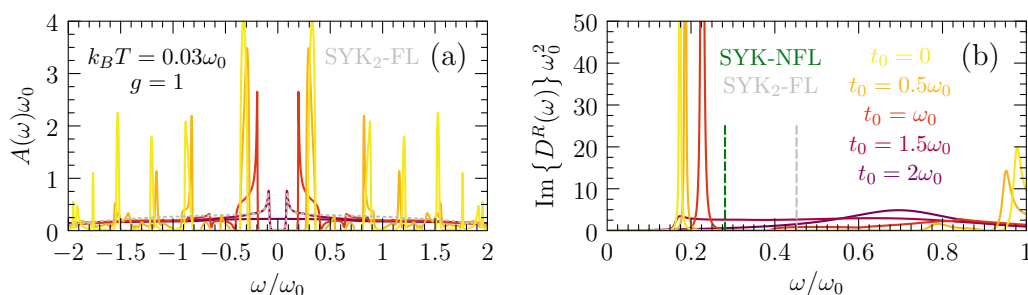 A(ω)ω₀
4
3
2
1
0
k_BT = 0.03ω₀
g = 1
SYK₂-FL
(a)
−2 −1.5 −1 −0.5 0 0.5 1 1.5 2
ω/ω₀
Im {D^R(ω)} ω₀²
50
40
30
20
10
0
SYK-NFL
SYK₂-FL
t₀ = 0
t₀ = 0.5ω₀
t₀ = ω₀
t₀ = 1.5ω₀
t₀ = 2ω₀
(b)
0 0.2 0.4 0.6 0.8 1
ω/ω₀